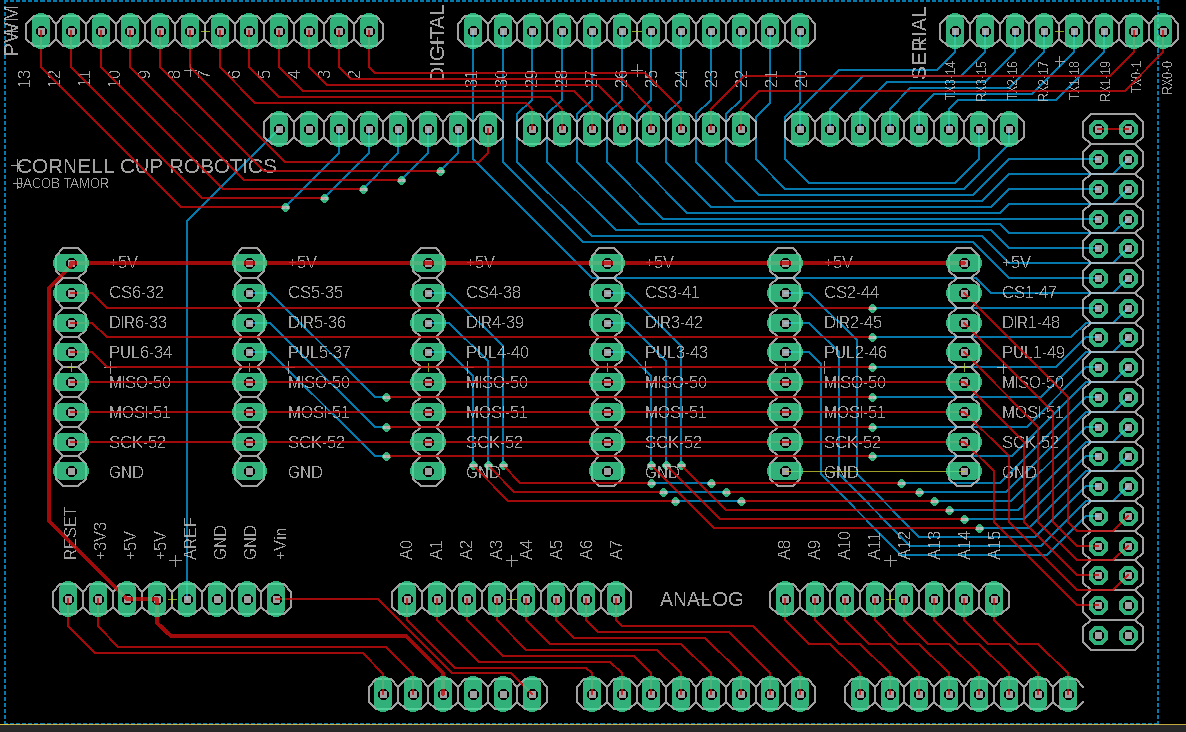 PWM
13 12 11 10 9 8 7 6 5 4 3 2
DIGITAL
31 30 29 28 27 26 25 24 23 22 21 20
SERIAL
TX3-14 RX3-15 TX2-16 RX2-17 TX1-18 RX1-19 TX0-1 RX0-0
CORNELL CUP ROBOTICS
JACOB TAMOR
+5V +5V +5V +5V +5V +5V
CS6-32 CS5-35 CS4-38 CS3-41 CS2-44 CS1-47
DIR6-33 DIR5-36 DIR4-39 DIR3-42 DIR2-45 DIR1-48
PUL6-34 PUL5-37 PUL4-40 PUL3-43 PUL2-46 PUL1-49
MISO-50 MISO-50 MISO-50 MISO-50 MISO-50 MISO-50
MOSI-51 MOSI-51 MOSI-51 MOSI-51 MOSI-51 MOSI-51
SCK-52 SCK-52 SCK-52 SCK-52 SCK-52 SCK-52
GND GND GND GND GND GND
RESET +3V3 +5V +5V AREF GND GND +Vin
A0 A1 A2 A3 A4 A5 A6 A7
A8 A9 A10 A11 A12 A13 A14 A15
ANALOG